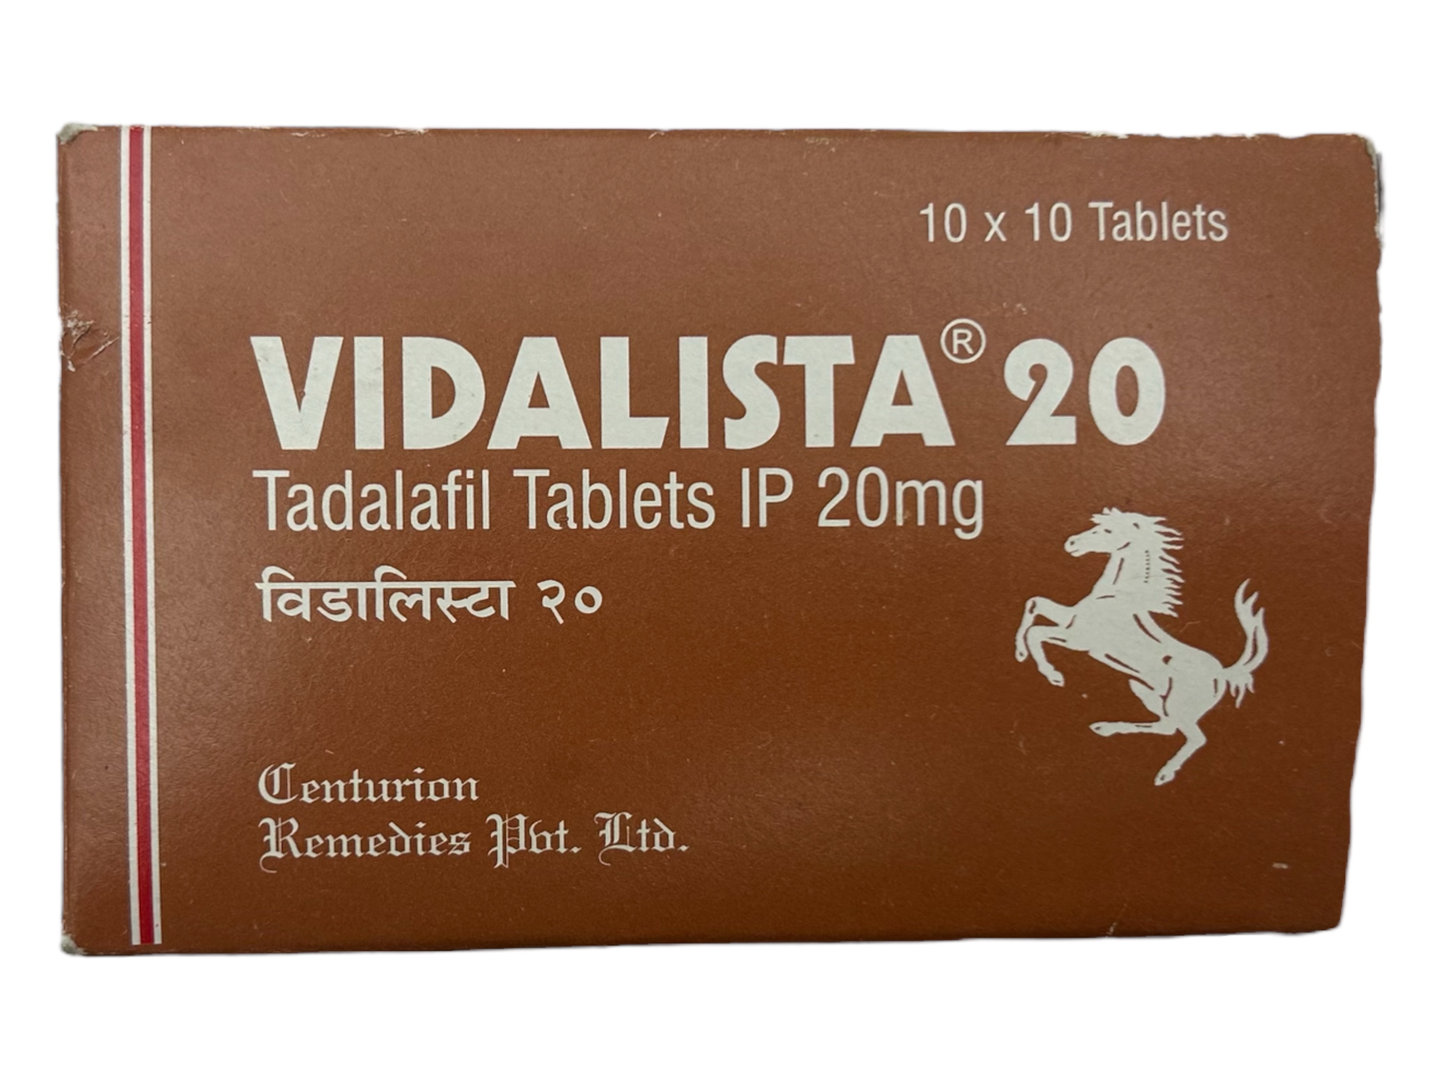 10 x 10 Tablets
VIDALISTA® 20
Tadalafil Tablets IP 20mg
विडालिस्टा २०
Centurion
Remedies Pvt. Ltd.